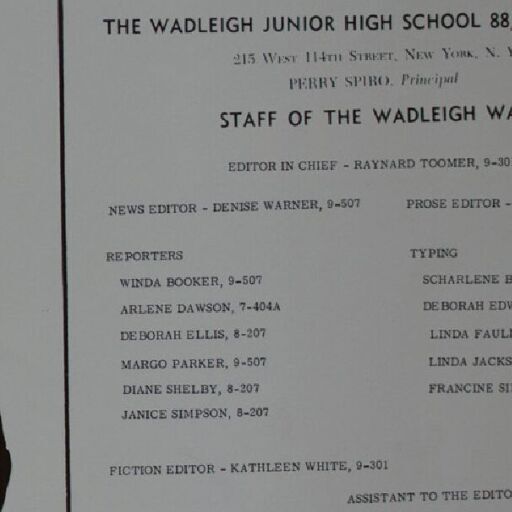 THE WADLEIGH JUNIOR HIGH SCHOOL 88,
215 WEST 114TH STREET, NEW YORK, N. Y
PERRY SPIRO, Principal
STAFF OF THE WADLEIGH WA
EDITOR IN CHIEF - RAYNARD TOOMER, 9-30
NEWS EDITOR - DENISE WARNER, 9-507 PROSE EDITOR -
REPORTERS TYPING
WINDA BOOKER, 9-507 SCHARLENE B
ARLENE DAWSON, 7-404A DEBORAH EDW
DEBORAH ELLIS, 8-207 LINDA FAUL
MARGO PARKER, 9-507 LINDA JACKS
DIANE SHELBY, 8-207 FRANCINE SI
JANICE SIMPSON, 8-207
FICTION EDITOR - KATHLEEN WHITE, 9-301
ASSISTANT TO THE EDITO